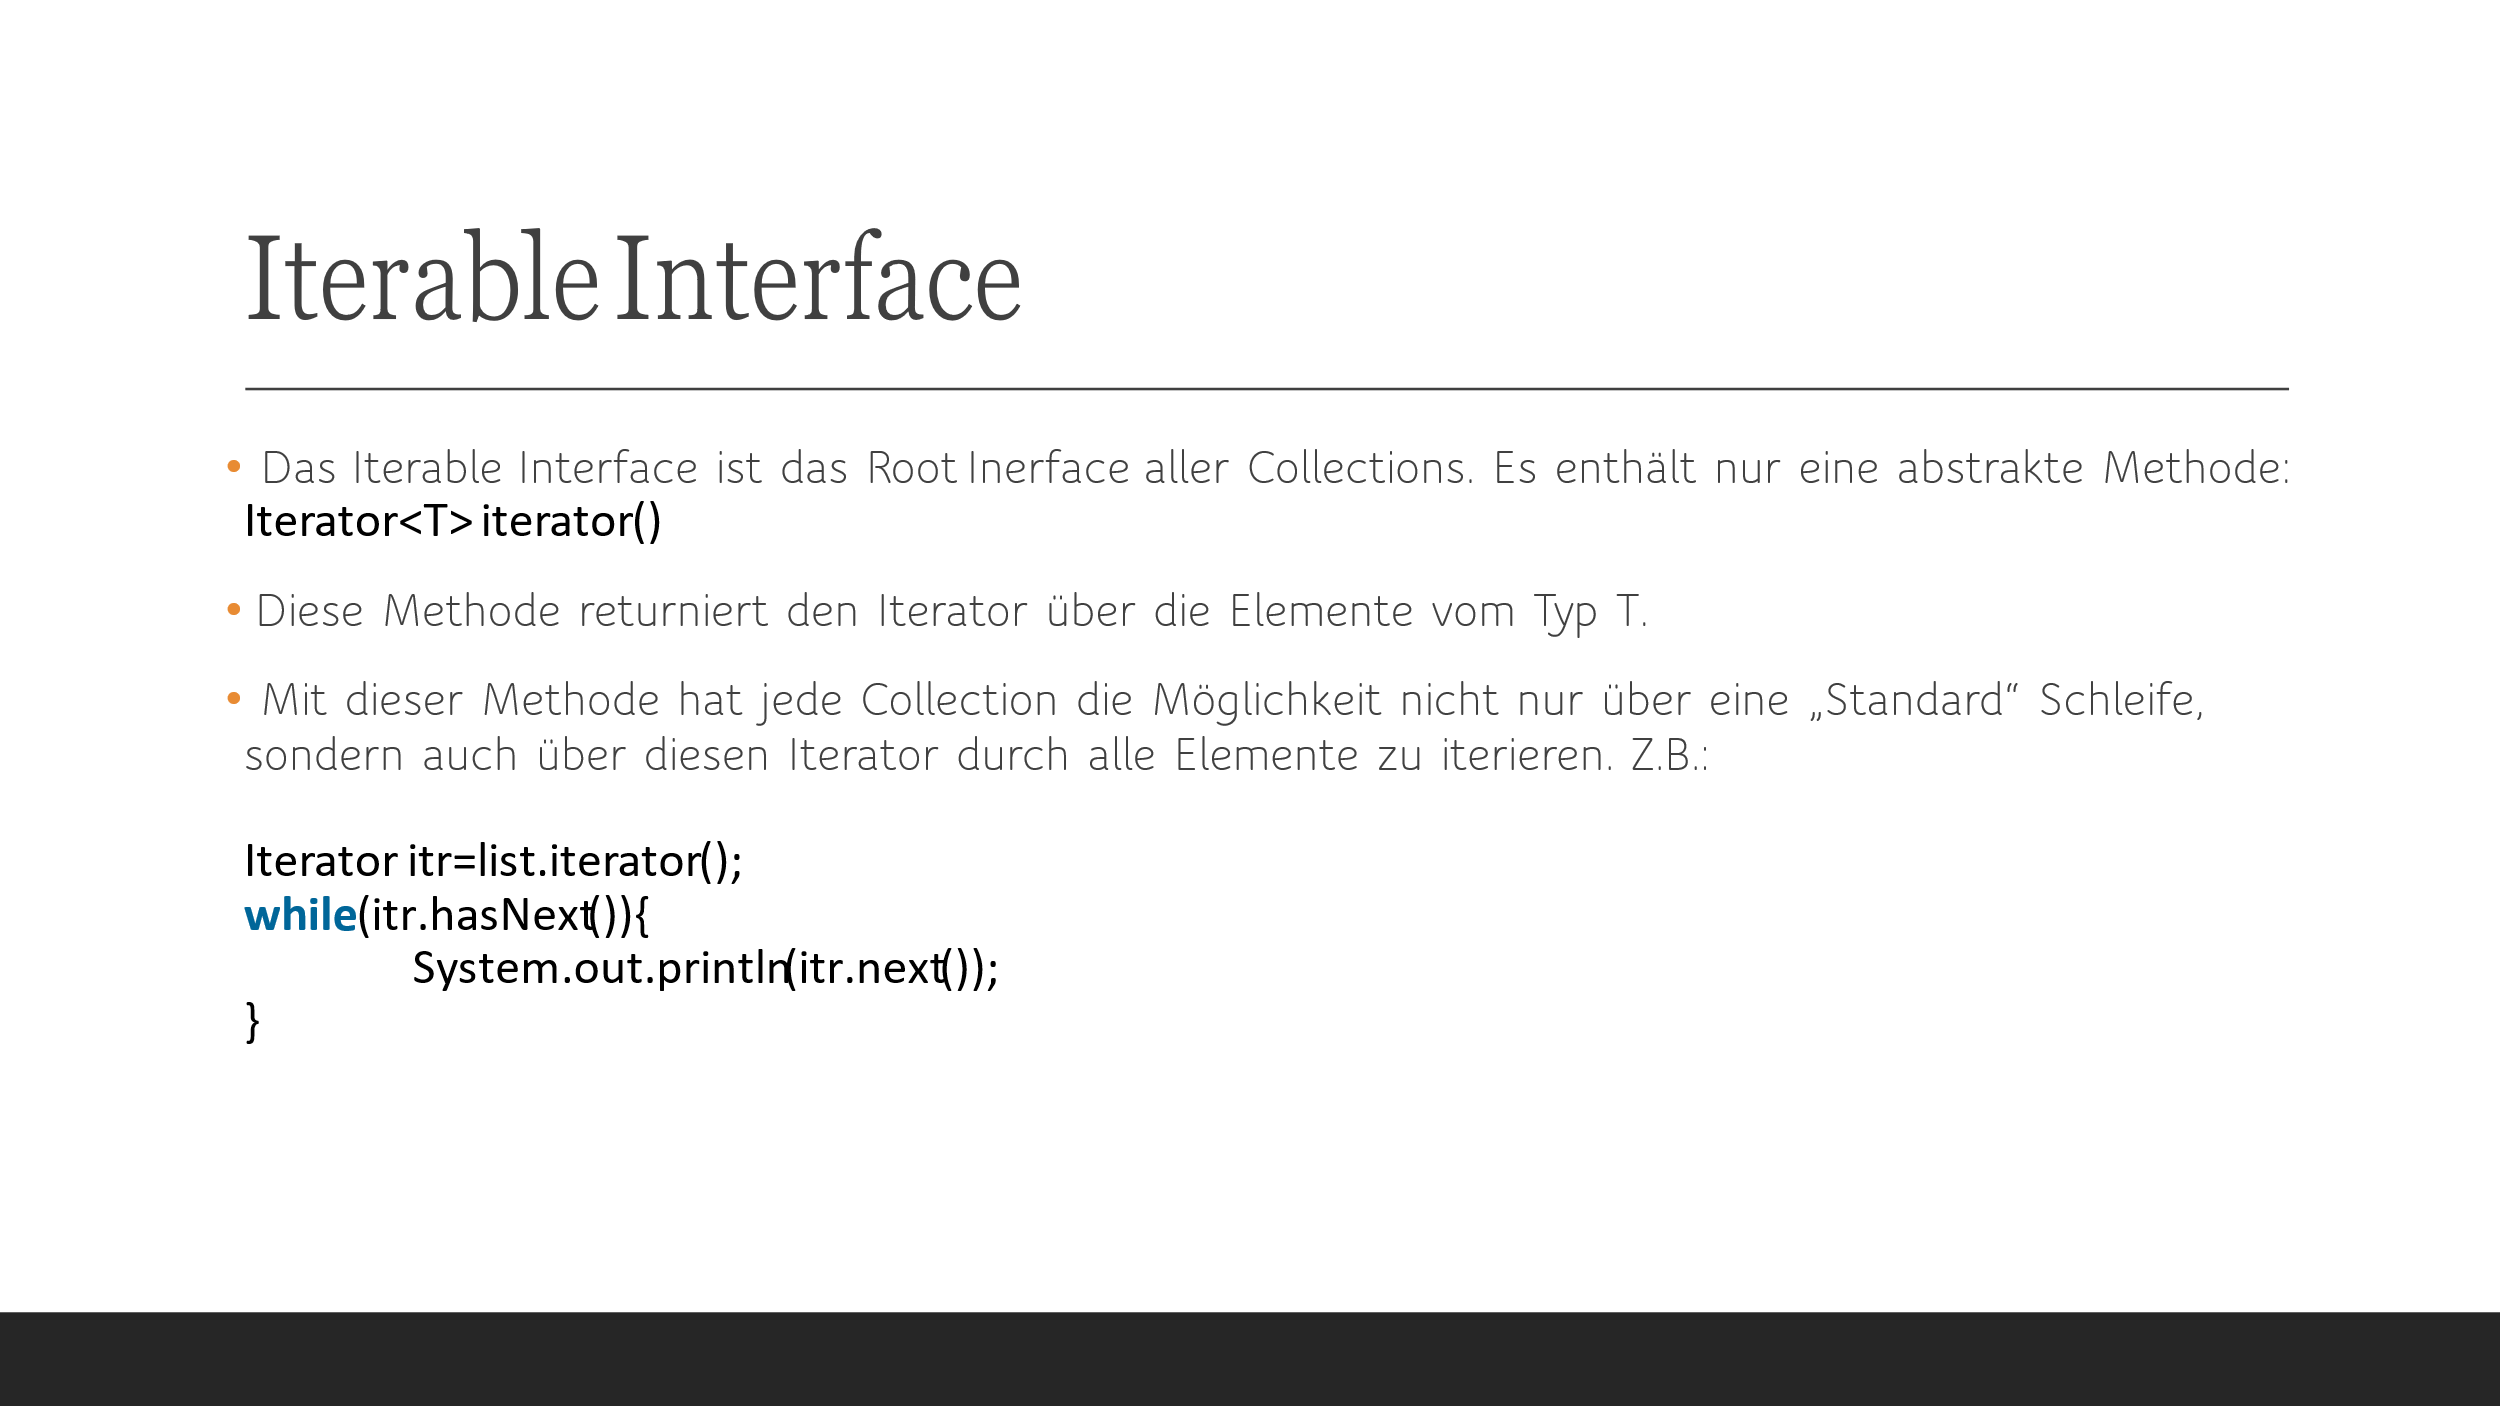 Iterable Interface
• Das Iterable Interface ist das Root Inerface aller Collections. Es enthält nur eine abstrakte Methode:
Iterator<T> iterator()
• Diese Methode returniert den Iterator über die Elemente vom Typ T.
• Mit dieser Methode hat jede Collection die Möglichkeit nicht nur über eine „Standard“ Schleife,
sondern auch über diesen Iterator durch alle Elemente zu iterieren. Z.B.:
Iterator itr=list.iterator();
while(itr.hasNext()){
System.out.println(itr.next());
}